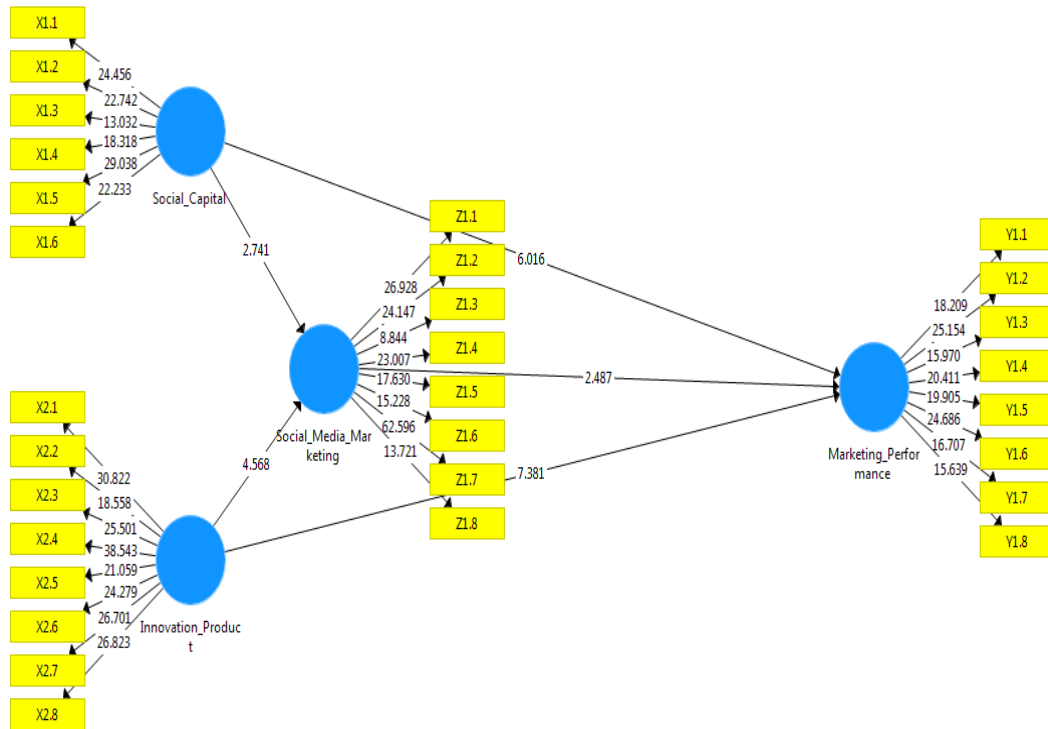 X1.1
X1.2
X1.3
X1.4
X1.5
X1.6
24.456
22.742
13.032
18.318
29.038
22.233
Social_Capital
2.741
6.016
Z1.1
Z1.2
Z1.3
Z1.4
Z1.5
Z1.6
Z1.7
Z1.8
26.928
24.147
8.844
23.007
17.630
15.228
62.596
13.721
Social_Media_Mar
keting
2.487
4.568
7.381
X2.1
X2.2
X2.3
X2.4
X2.5
X2.6
X2.7
X2.8
30.822
18.558
25.501
38.543
21.059
24.279
26.701
26.823
Innovation_Produc
t
Y1.1
Y1.2
Y1.3
Y1.4
Y1.5
Y1.6
Y1.7
Y1.8
18.209
25.154
15.970
20.411
19.905
24.686
16.707
15.639
Marketing_Perfor
mance